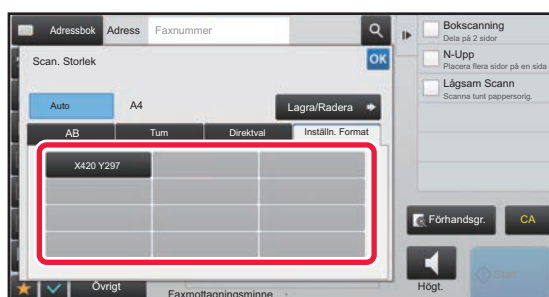 Adressbok Adress Faxnummer
Scan. Storlek OK
Auto A4 Lagra/Radera
AB Tum Direktval Inställn. Format
X420 Y297
Övrigt Faxmottagningsminne
Bokscanning
Dela på 2 sidor
N-Upp
Placera flera sidor på en sida
Lågsam Scann
Scanna tunt pappersorig.
Förhandsgr. CA
Högt. Start